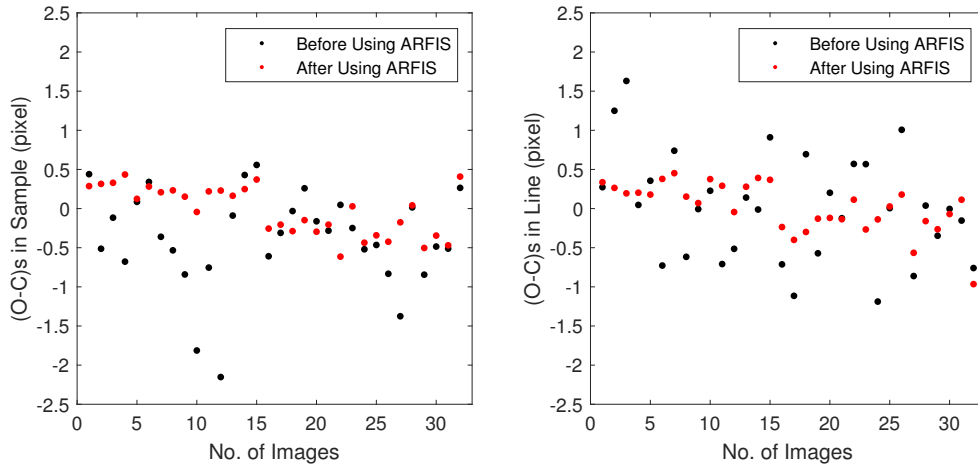 2.5
2
1.5
1
0.5
0
-0.5
-1
-1.5
-2
-2.5
(O-C)s in Sample (pixel)
Before Using ARFIS
After Using ARFIS
0 5 10 15 20 25 30
No. of Images
2.5
2
1.5
1
0.5
0
-0.5
-1
-1.5
-2
-2.5
(O-C)s in Line (pixel)
Before Using ARFIS
After Using ARFIS
0 5 10 15 20 25 30
No. of Images